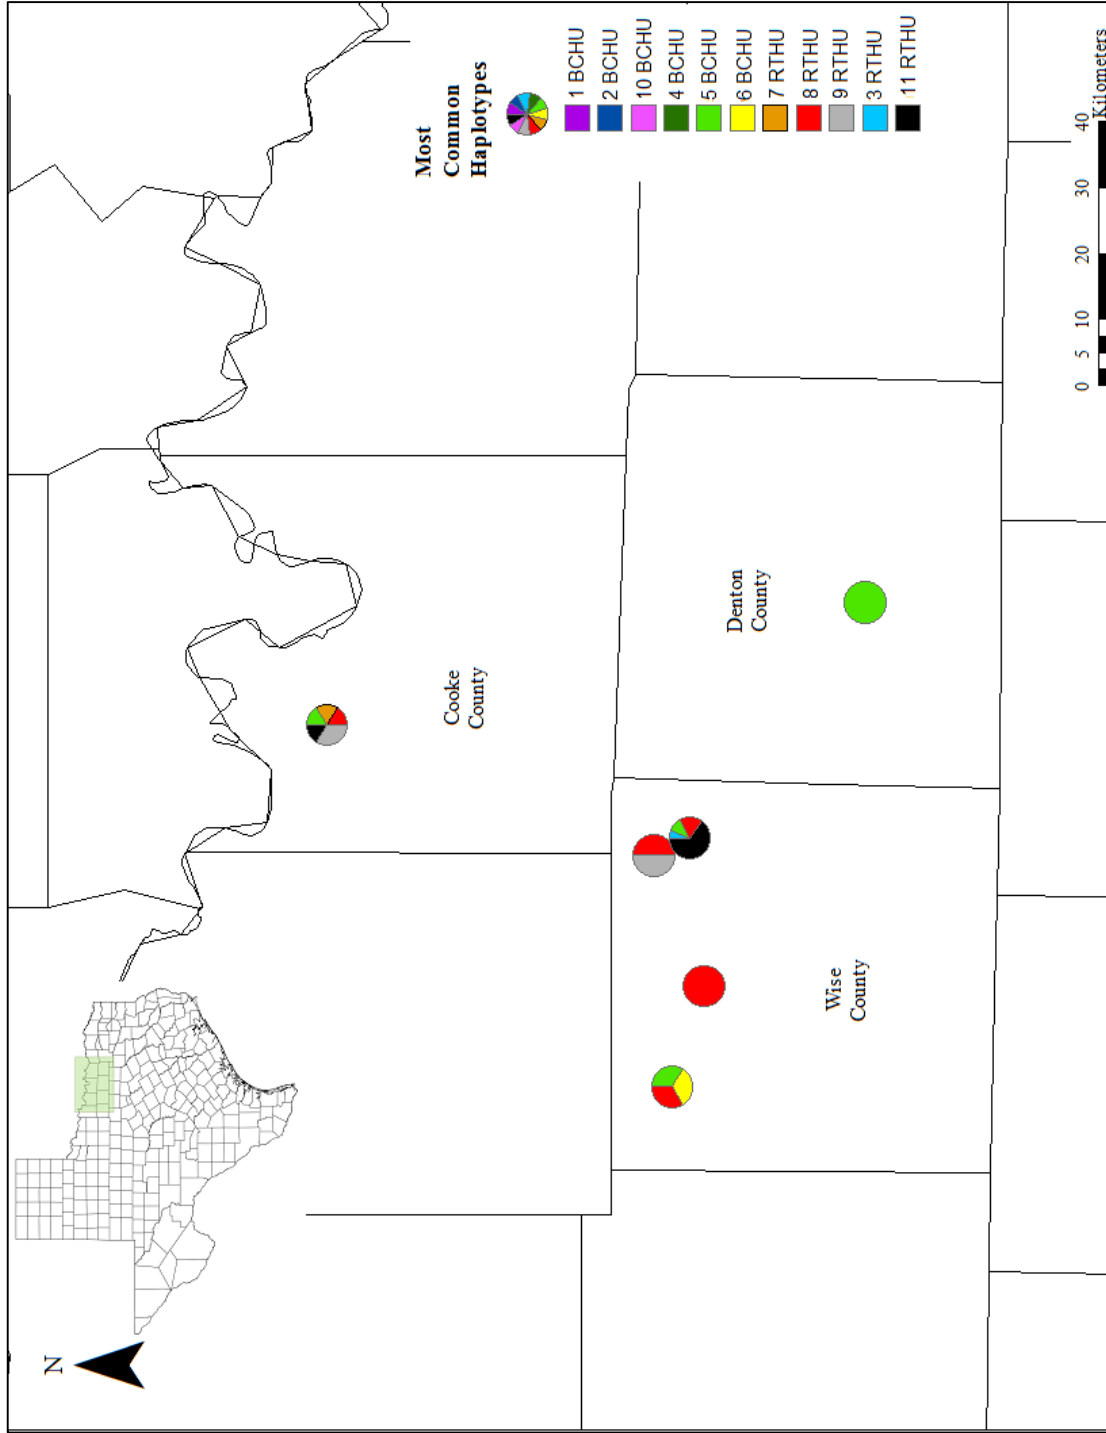 N
Most
Common
Haplotypes
1 BCHU
2 BCHU
10 BCHU
4 BCHU
5 BCHU
6 BCHU
7 RTHU
8 RTHU
9 RTHU
3 RTHU
11 RTHU
Cooke
County
Wise
County
Denton
County
0 5 10 20 30 40
Kilometers